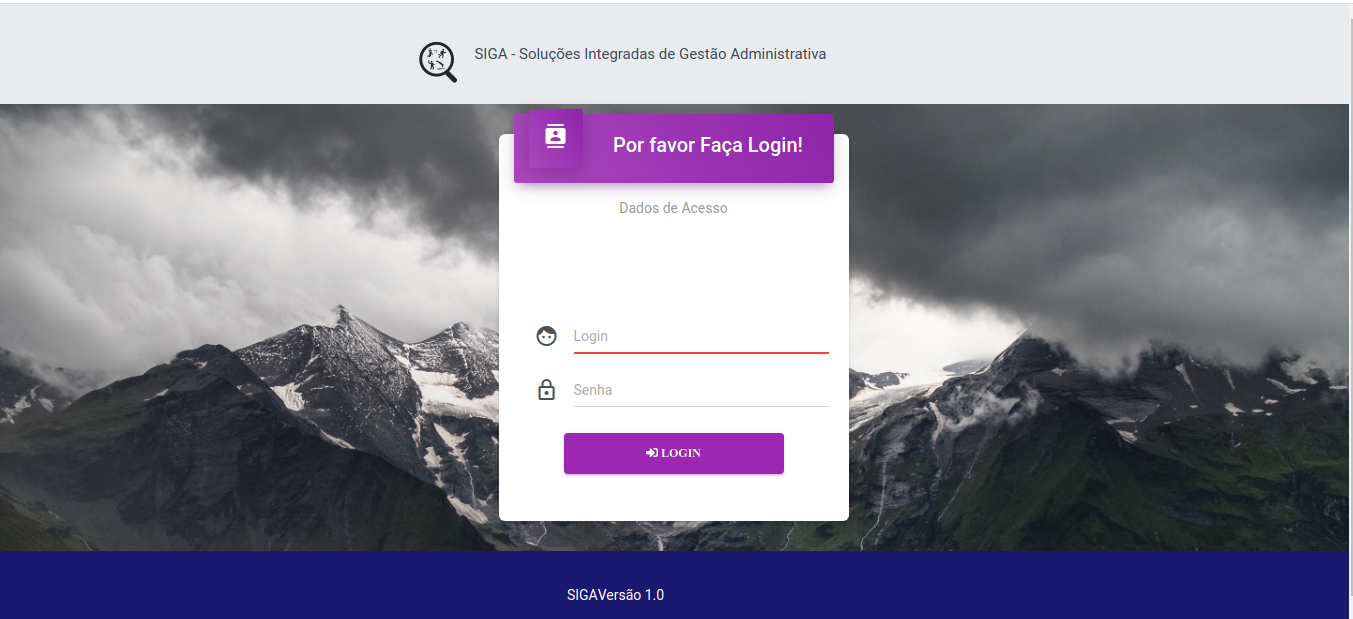 SIGA - Soluções Integradas de Gestão Administrativa
Por favor Faça Login!
Dados de Acesso
Login
Senha
LOGIN
SIGAVersão 1.0